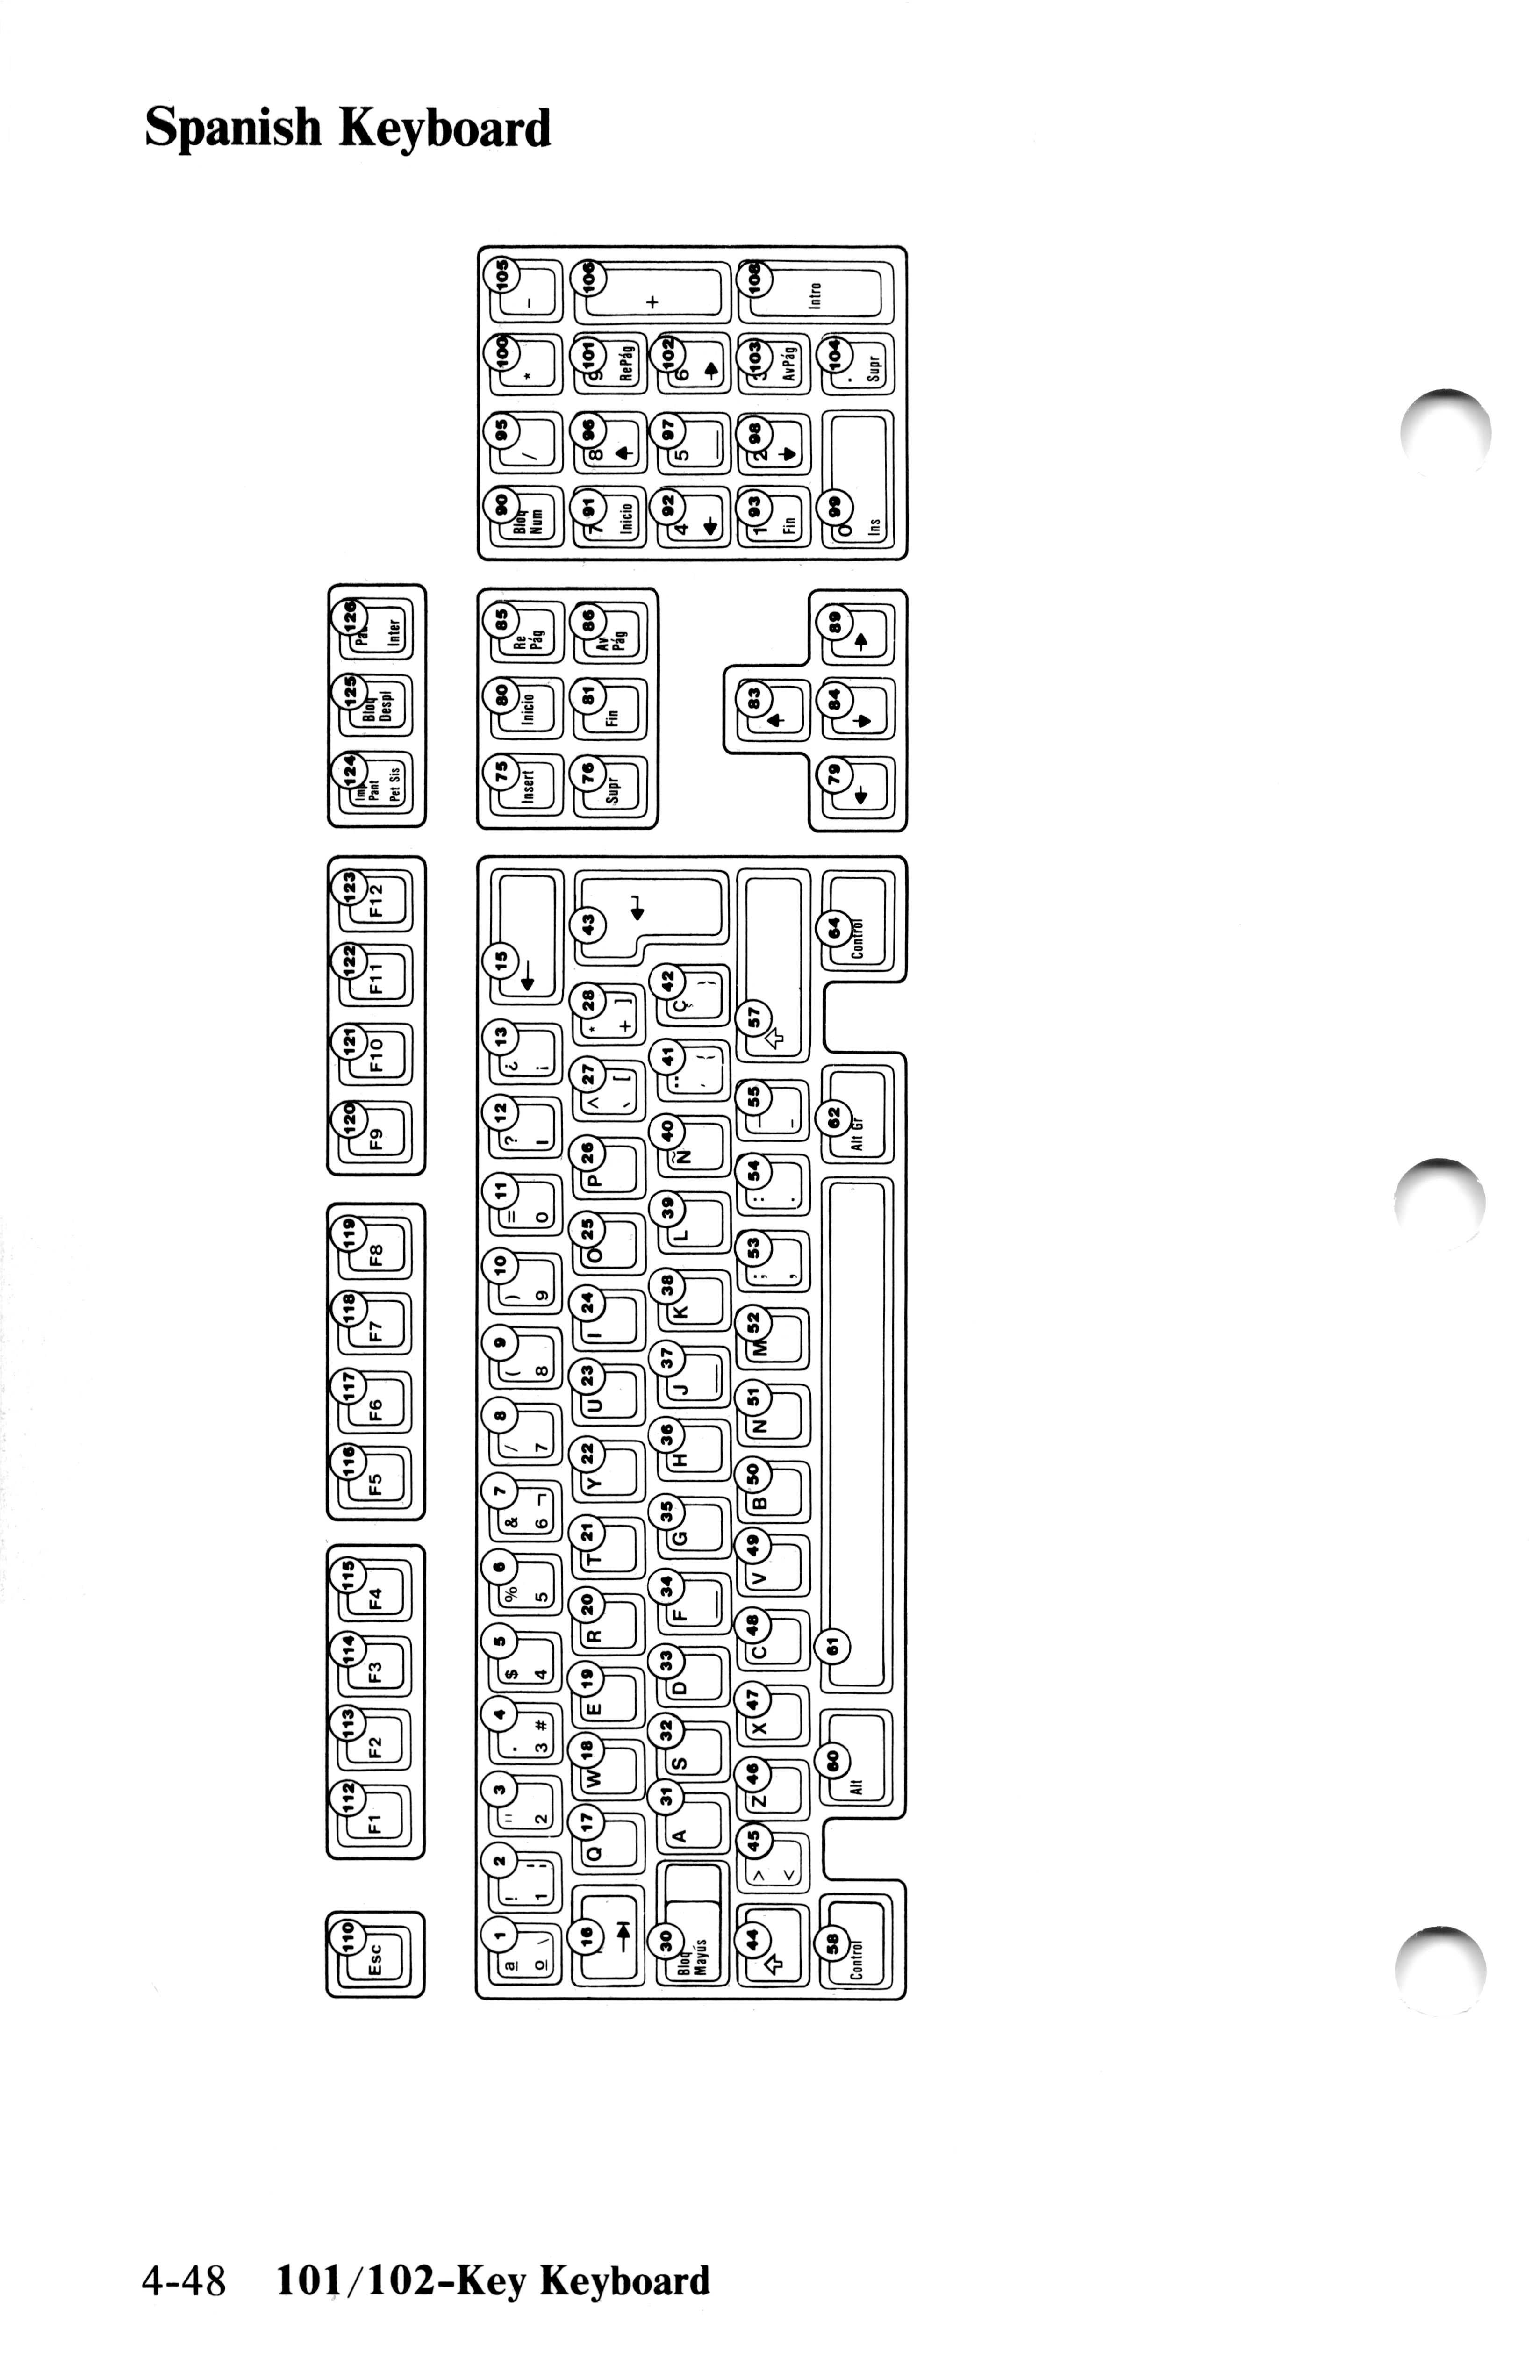 Spanish Keyboard
110 112 113 114 115 116 117 118 119 120 121 122 123 124 125 126
Esc F1 F2 F3 F4 F5 F6 F7 F8 F9 F10 F11 F12 Pant Bloq Inter
Pet Sis Despl
1 2 3 4 5 6 7 8 9 10 11 12 13 15 75 80 85 90 95 100 105
a ! " · $ % & / ( ) = ? ¿ ← Insert Inicio Re Bloq / * -
o \ 1 ¦ 2 3 # 4 5 6 ¬ 7 8 9 0 ' ¡ Pág Num
16 17 18 19 20 21 22 23 24 25 26 27 28 43 76 81 86 91 96 101 106
Q W E R T Y U I O P ^ [ * + ] Supr Fin Av Pág 7 Inicio 8 9 RePág +
30 31 32 33 34 35 36 37 38 39 40 41 42 92 97 102
Bloq Mayús A S D F G H J K L Ñ ¨ ´ { Ç } 4 5 6
44 45 46 47 48 49 50 51 52 53 54 55 57 83 93 98 103 108
> < Z X C V B N M ; , : . _ - 1 Fin 2 3 AvPág Intro
58 60 61 62 64 79 84 89 99 104
Control Alt Alt Gr Control 0 Ins . Supr
4-48 101/102-Key Keyboard